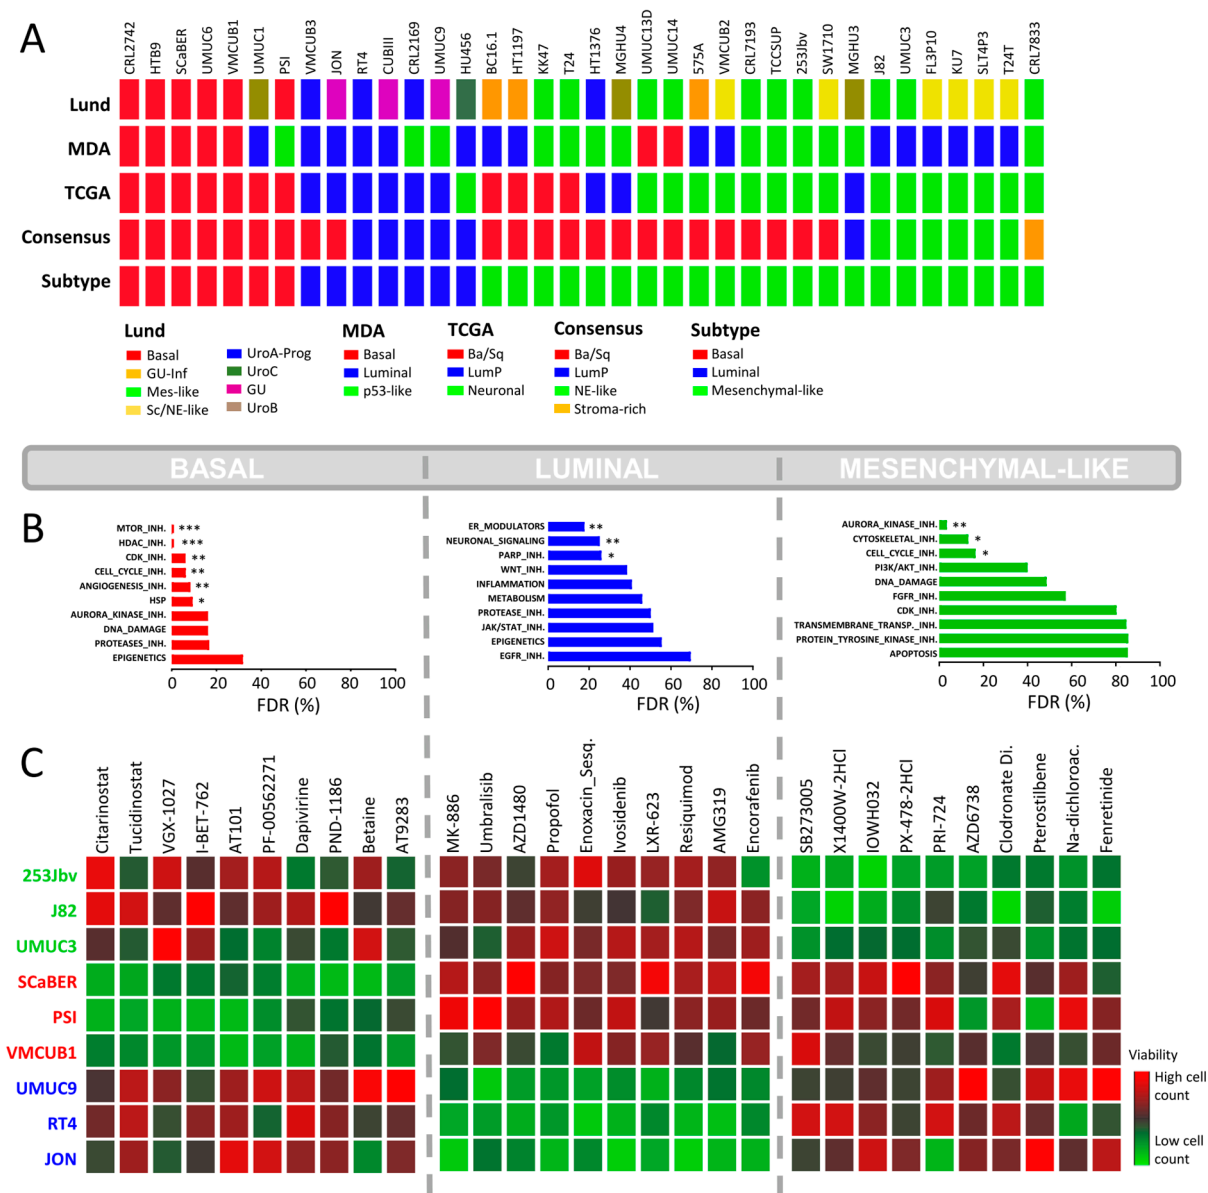 A
CRL2742 HTB9 SCaBER UMUC6 VMCUB1 UMUC1 PSI VMCUB3 JON RT4 CUBIII CRL2169 UMUC9 HU456 BC16.1 HT1197 KK47 T24 HT1376 MGHU4 UMUC13D UMUC14 575A VMCUB2 CRL7193 TCCSUP 253Jbv SW1710 MGHU3 J82 UMUC3 FL3P10 KU7 SLT4P3 T24T CRL7833
Lund
MDA
TCGA
Consensus
Subtype
Lund
Basal
GU-Inf
Mes-like
Sc/NE-like
UroA-Prog
UroC
GU
UroB
MDA
Basal
Luminal
p53-like
TCGA
Ba/Sq
LumP
Neuronal
Consensus
Ba/Sq
LumP
NE-like
Stroma-rich
Subtype
Basal
Luminal
Mesenchymal-like
BASAL LUMINAL MESENCHYMAL-LIKE
B
MTOR_INH. ***
HDAC_INH. ***
CDK_INH. **
CELL_CYCLE_INH. **
ANGIOGENESIS_INH. **
HSP *
AURORA_KINASE_INH.
DNA_DAMAGE
PROTEASES_INH.
EPIGENETICS
0 20 40 60 80 100
FDR (%)
ER_MODULATORS **
NEURONAL_SIGNALING **
PARP_INH. *
WNT_INH.
INFLAMMATION
METABOLISM
PROTEASE_INH.
JAK/STAT_INH.
EPIGENETICS
EGFR_INH.
0 20 40 60 80 100
FDR (%)
AURORA_KINASE_INH. **
CYTOSKELETAL_INH. *
CELL_CYCLE_INH. *
PI3K/AKT_INH.
DNA_DAMAGE
FGFR_INH.
CDK_INH.
TRANSMEMBRANE_TRANSP._INH.
PROTEIN_TYROSINE_KINASE_INH.
APOPTOSIS
0 20 40 60 80 100
FDR (%)
C
Citarinostat Tucidinostat VGX-1027 I-BET-762 AT101 PF-00562271 Dapivirine PND-1186 Betaine AT9283
MK-886 Umbralisib AZD1480 Propofol Enoxacin_Sesq. Ivosidenib LXR-623 Resiquimod AMG319 Encorafenib
SB273005 X1400W-2HCl IOWH032 PX-478-2HCl PRI-724 AZD6738 Clodronate Di. Pterostilbene Na-dichloroac. Fenretinide
253Jbv
J82
UMUC3
SCaBER
PSI
VMCUB1
UMUC9
RT4
JON
Viability
High cell
count
Low cell
count